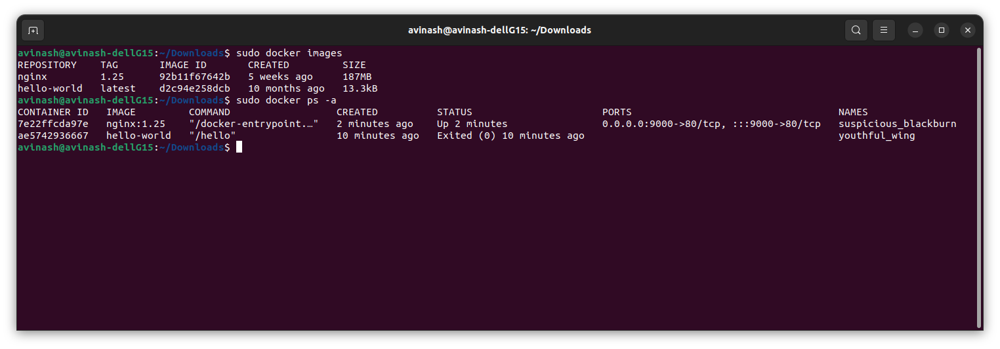 avinash@avinash-dellG15: ~/Downloads
avinash@avinash-dellG15:~/Downloads$ sudo docker images
REPOSITORY    TAG       IMAGE ID       CREATED         SIZE
nginx         1.25      92b11f67642b   5 weeks ago     187MB
hello-world   latest    d2c94e258dcb   10 months ago   13.3kB
avinash@avinash-dellG15:~/Downloads$ sudo docker ps -a
CONTAINER ID   IMAGE         COMMAND                  CREATED          STATUS                      PORTS                                   NAMES
7e22ffcda97e   nginx:1.25    "/docker-entrypoint.…"   2 minutes ago    Up 2 minutes                0.0.0.0:9000->80/tcp, :::9000->80/tcp   suspicious_blackburn
ae5742936667   hello-world   "/hello"                 10 minutes ago   Exited (0) 10 minutes ago                                           youthful_wing
avinash@avinash-dellG15:~/Downloads$